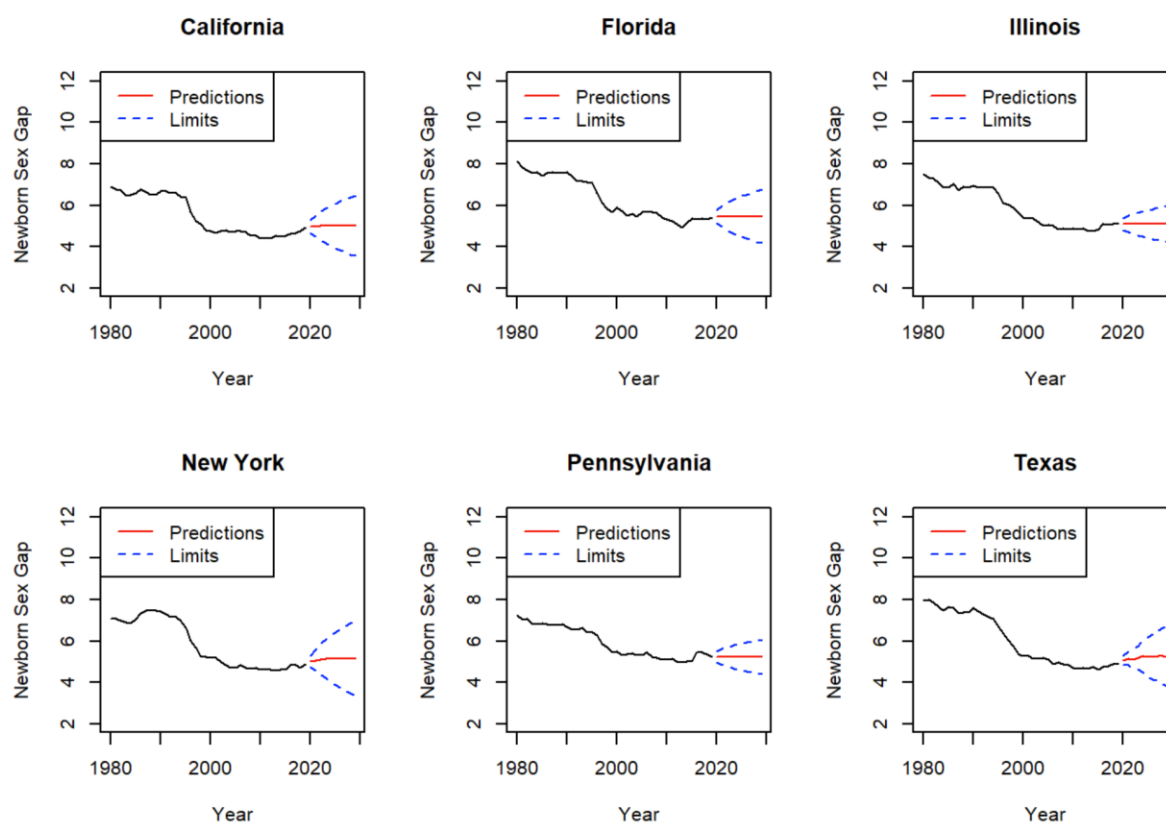 California
Newborn Sex Gap
12
10
8
6
4
2
Predictions
Limits
1980
2000
2020
Year
Florida
Newborn Sex Gap
12
10
8
6
4
2
Predictions
Limits
1980
2000
2020
Year
Illinois
Newborn Sex Gap
12
10
8
6
4
2
Predictions
Limits
1980
2000
2020
Year
New York
Newborn Sex Gap
12
10
8
6
4
2
Predictions
Limits
1980
2000
2020
Year
Pennsylvania
Newborn Sex Gap
12
10
8
6
4
2
Predictions
Limits
1980
2000
2020
Year
Texas
Newborn Sex Gap
12
10
8
6
4
2
Predictions
Limits
1980
2000
2020
Year